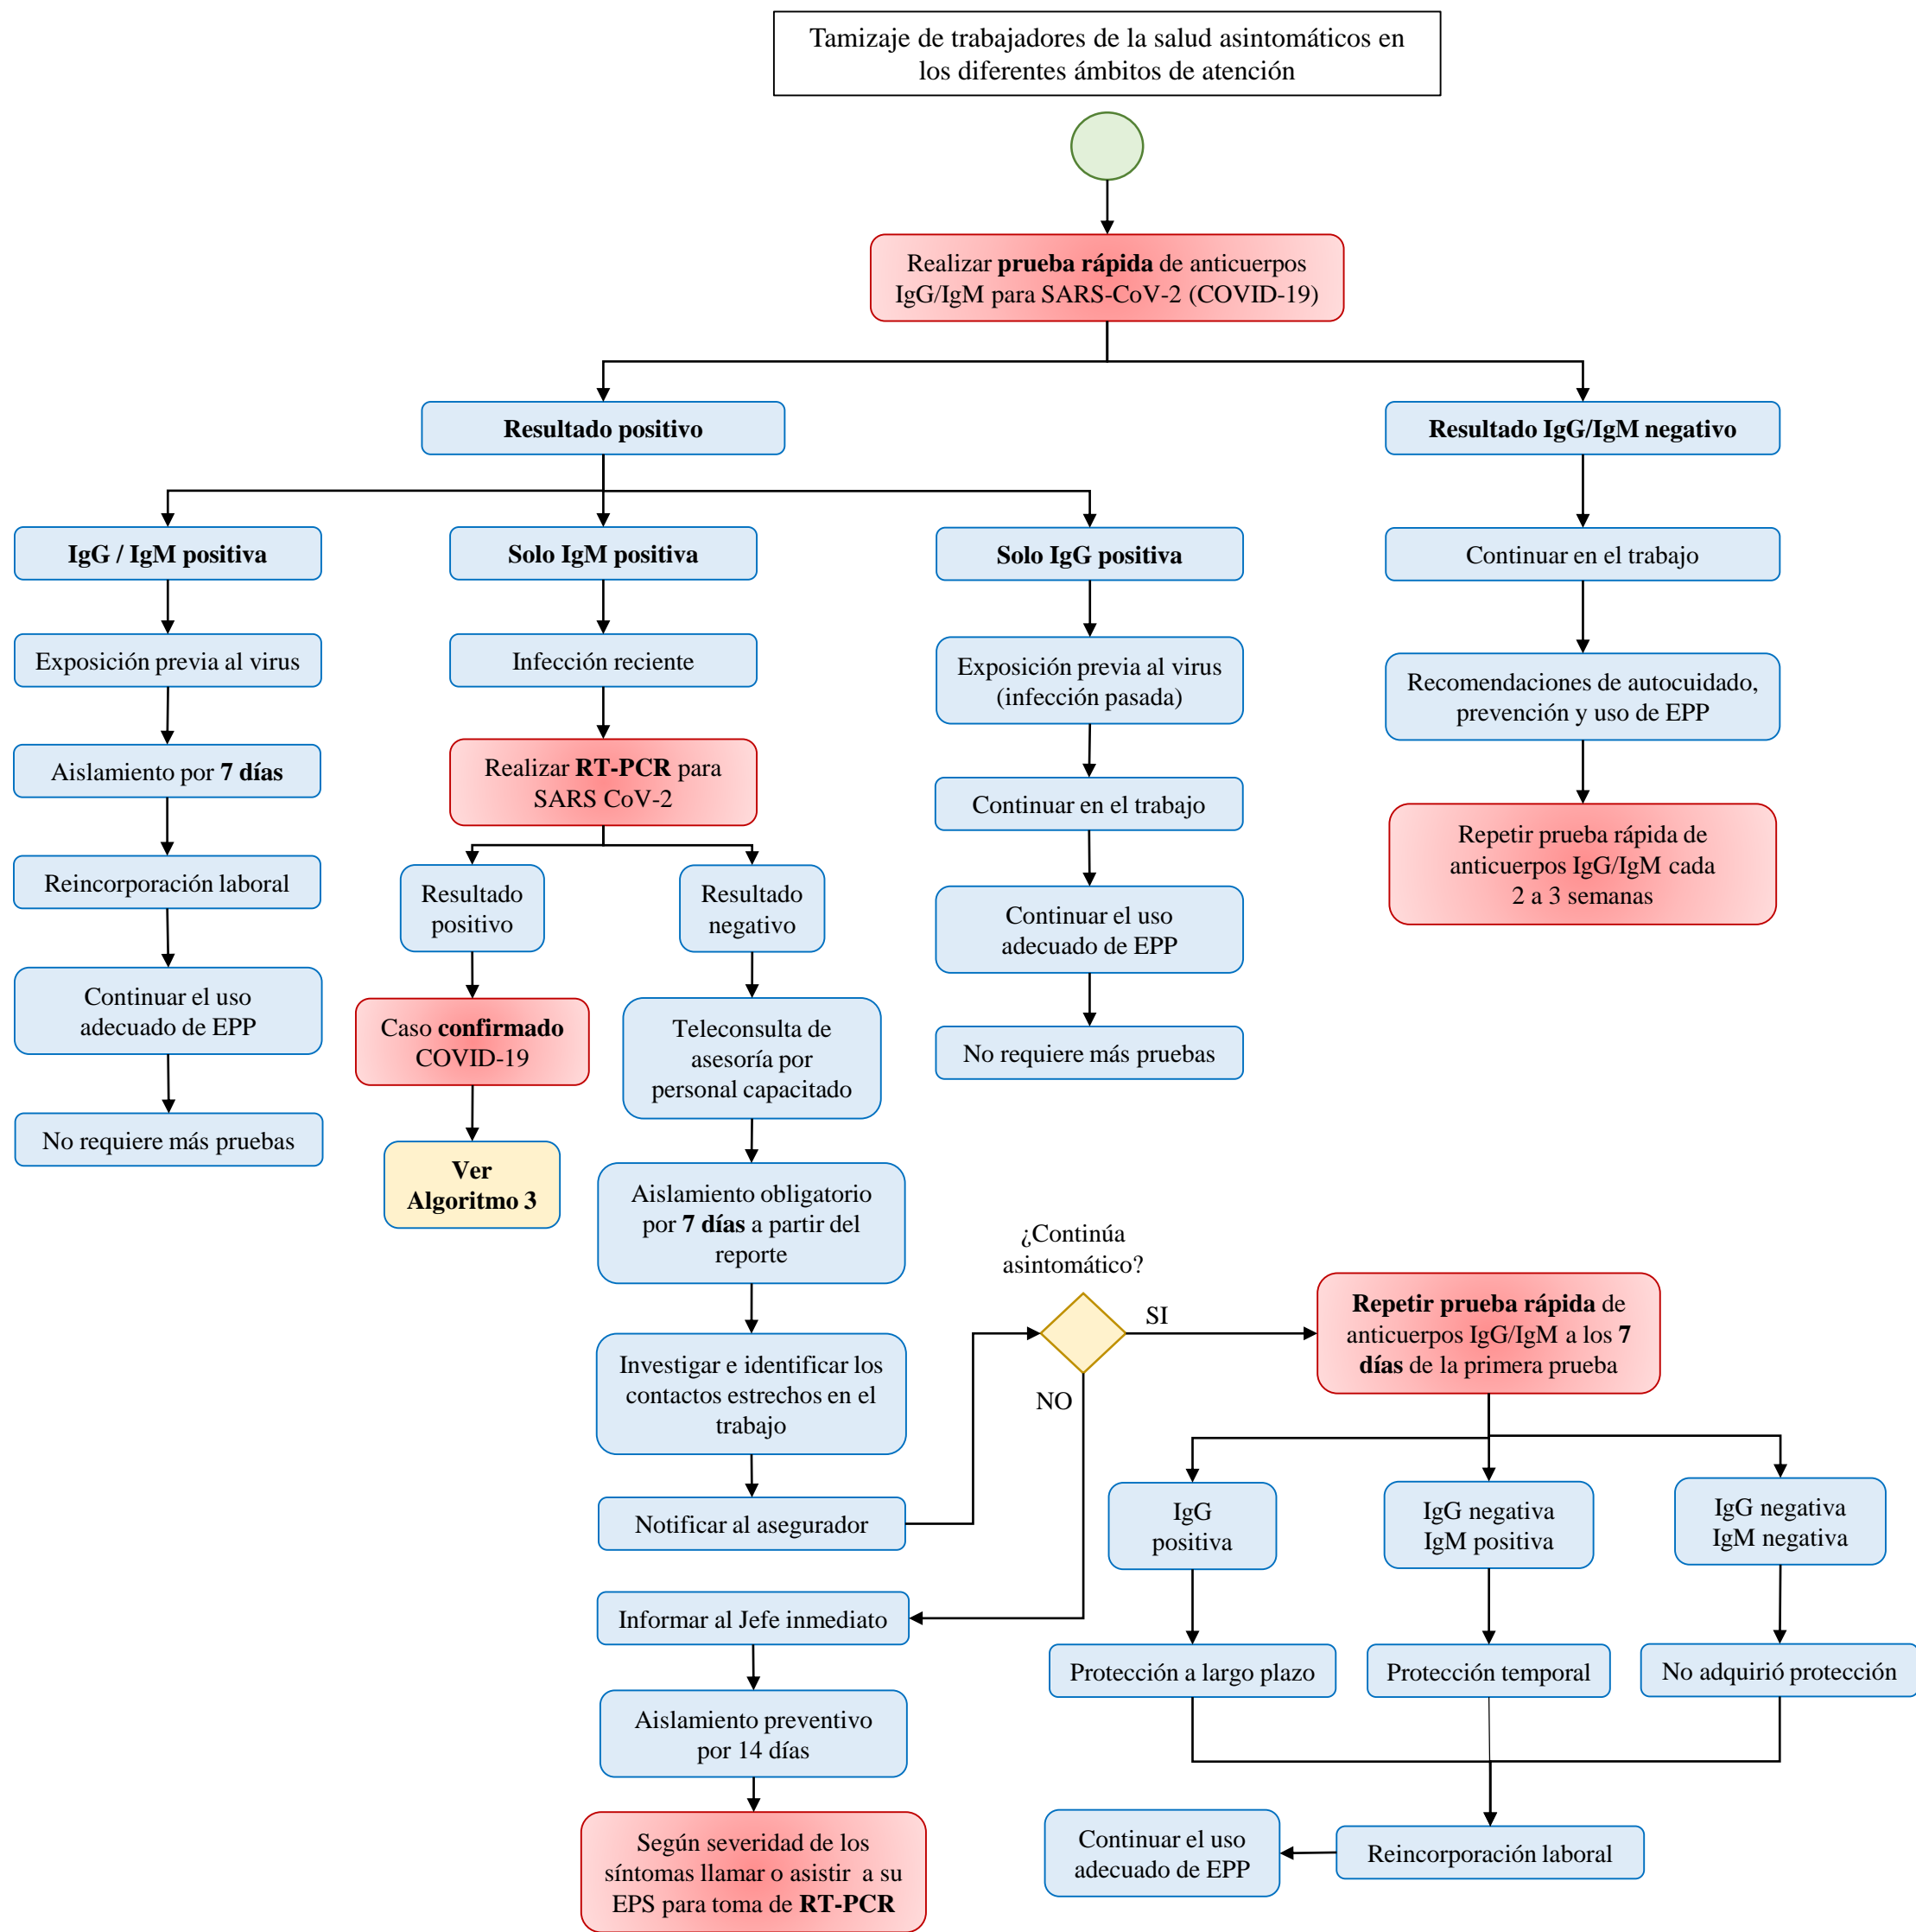 Tamizaje de trabajadores de la salud asintomáticos en
los diferentes ámbitos de atención
Realizar prueba rápida de anticuerpos
IgG/IgM para SARS-CoV-2 (COVID-19)
Resultado positivo
Resultado IgG/IgM negativo
IgG / IgM positiva
Exposición previa al virus
Aislamiento por 7 días
Reincorporación laboral
Continuar el uso
adecuado de EPP
No requiere más pruebas
Solo IgM positiva
Infección reciente
Realizar RT-PCR para
SARS CoV-2
Resultado
positivo
Caso confirmado
COVID-19
Ver
Algoritmo 3
Resultado
negativo
Teleconsulta de
asesoría por
personal capacitado
Aislamiento obligatorio
por 7 días a partir del
reporte
Investigar e identificar los
contactos estrechos en el
trabajo
Notificar al asegurador
Solo IgG positiva
Exposición previa al virus
(infección pasada)
Continuar en el trabajo
Continuar el uso
adecuado de EPP
No requiere más pruebas
Continuar en el trabajo
Recomendaciones de autocuidado,
prevención y uso de EPP
Repetir prueba rápida de
anticuerpos IgG/IgM cada
2 a 3 semanas
¿Continúa
asintomático?
SI
NO
Informar al Jefe inmediato
Aislamiento preventivo
por 14 días
Según severidad de los
síntomas llamar o asistir a su
EPS para toma de RT-PCR
Repetir prueba rápida de
anticuerpos IgG/IgM a los 7
días de la primera prueba
IgG
positiva
IgG negativa
IgM positiva
IgG negativa
IgM negativa
Protección a largo plazo
Protección temporal
No adquirió protección
Reincorporación laboral
Continuar el uso
adecuado de EPP